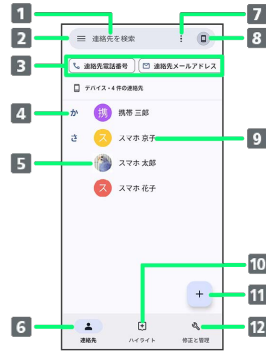 1
7
2
連絡先を検索
8
3
連絡先電話番号
連絡先メールアドレス
デバイス・4 件の連絡先
4
か
携
携帯 三郎
さ
ス
スマホ 京子
9
5
スマホ 太郎
ス
スマホ 花子
10
+
11
6
12
連絡先
ハイライト
修正と管理